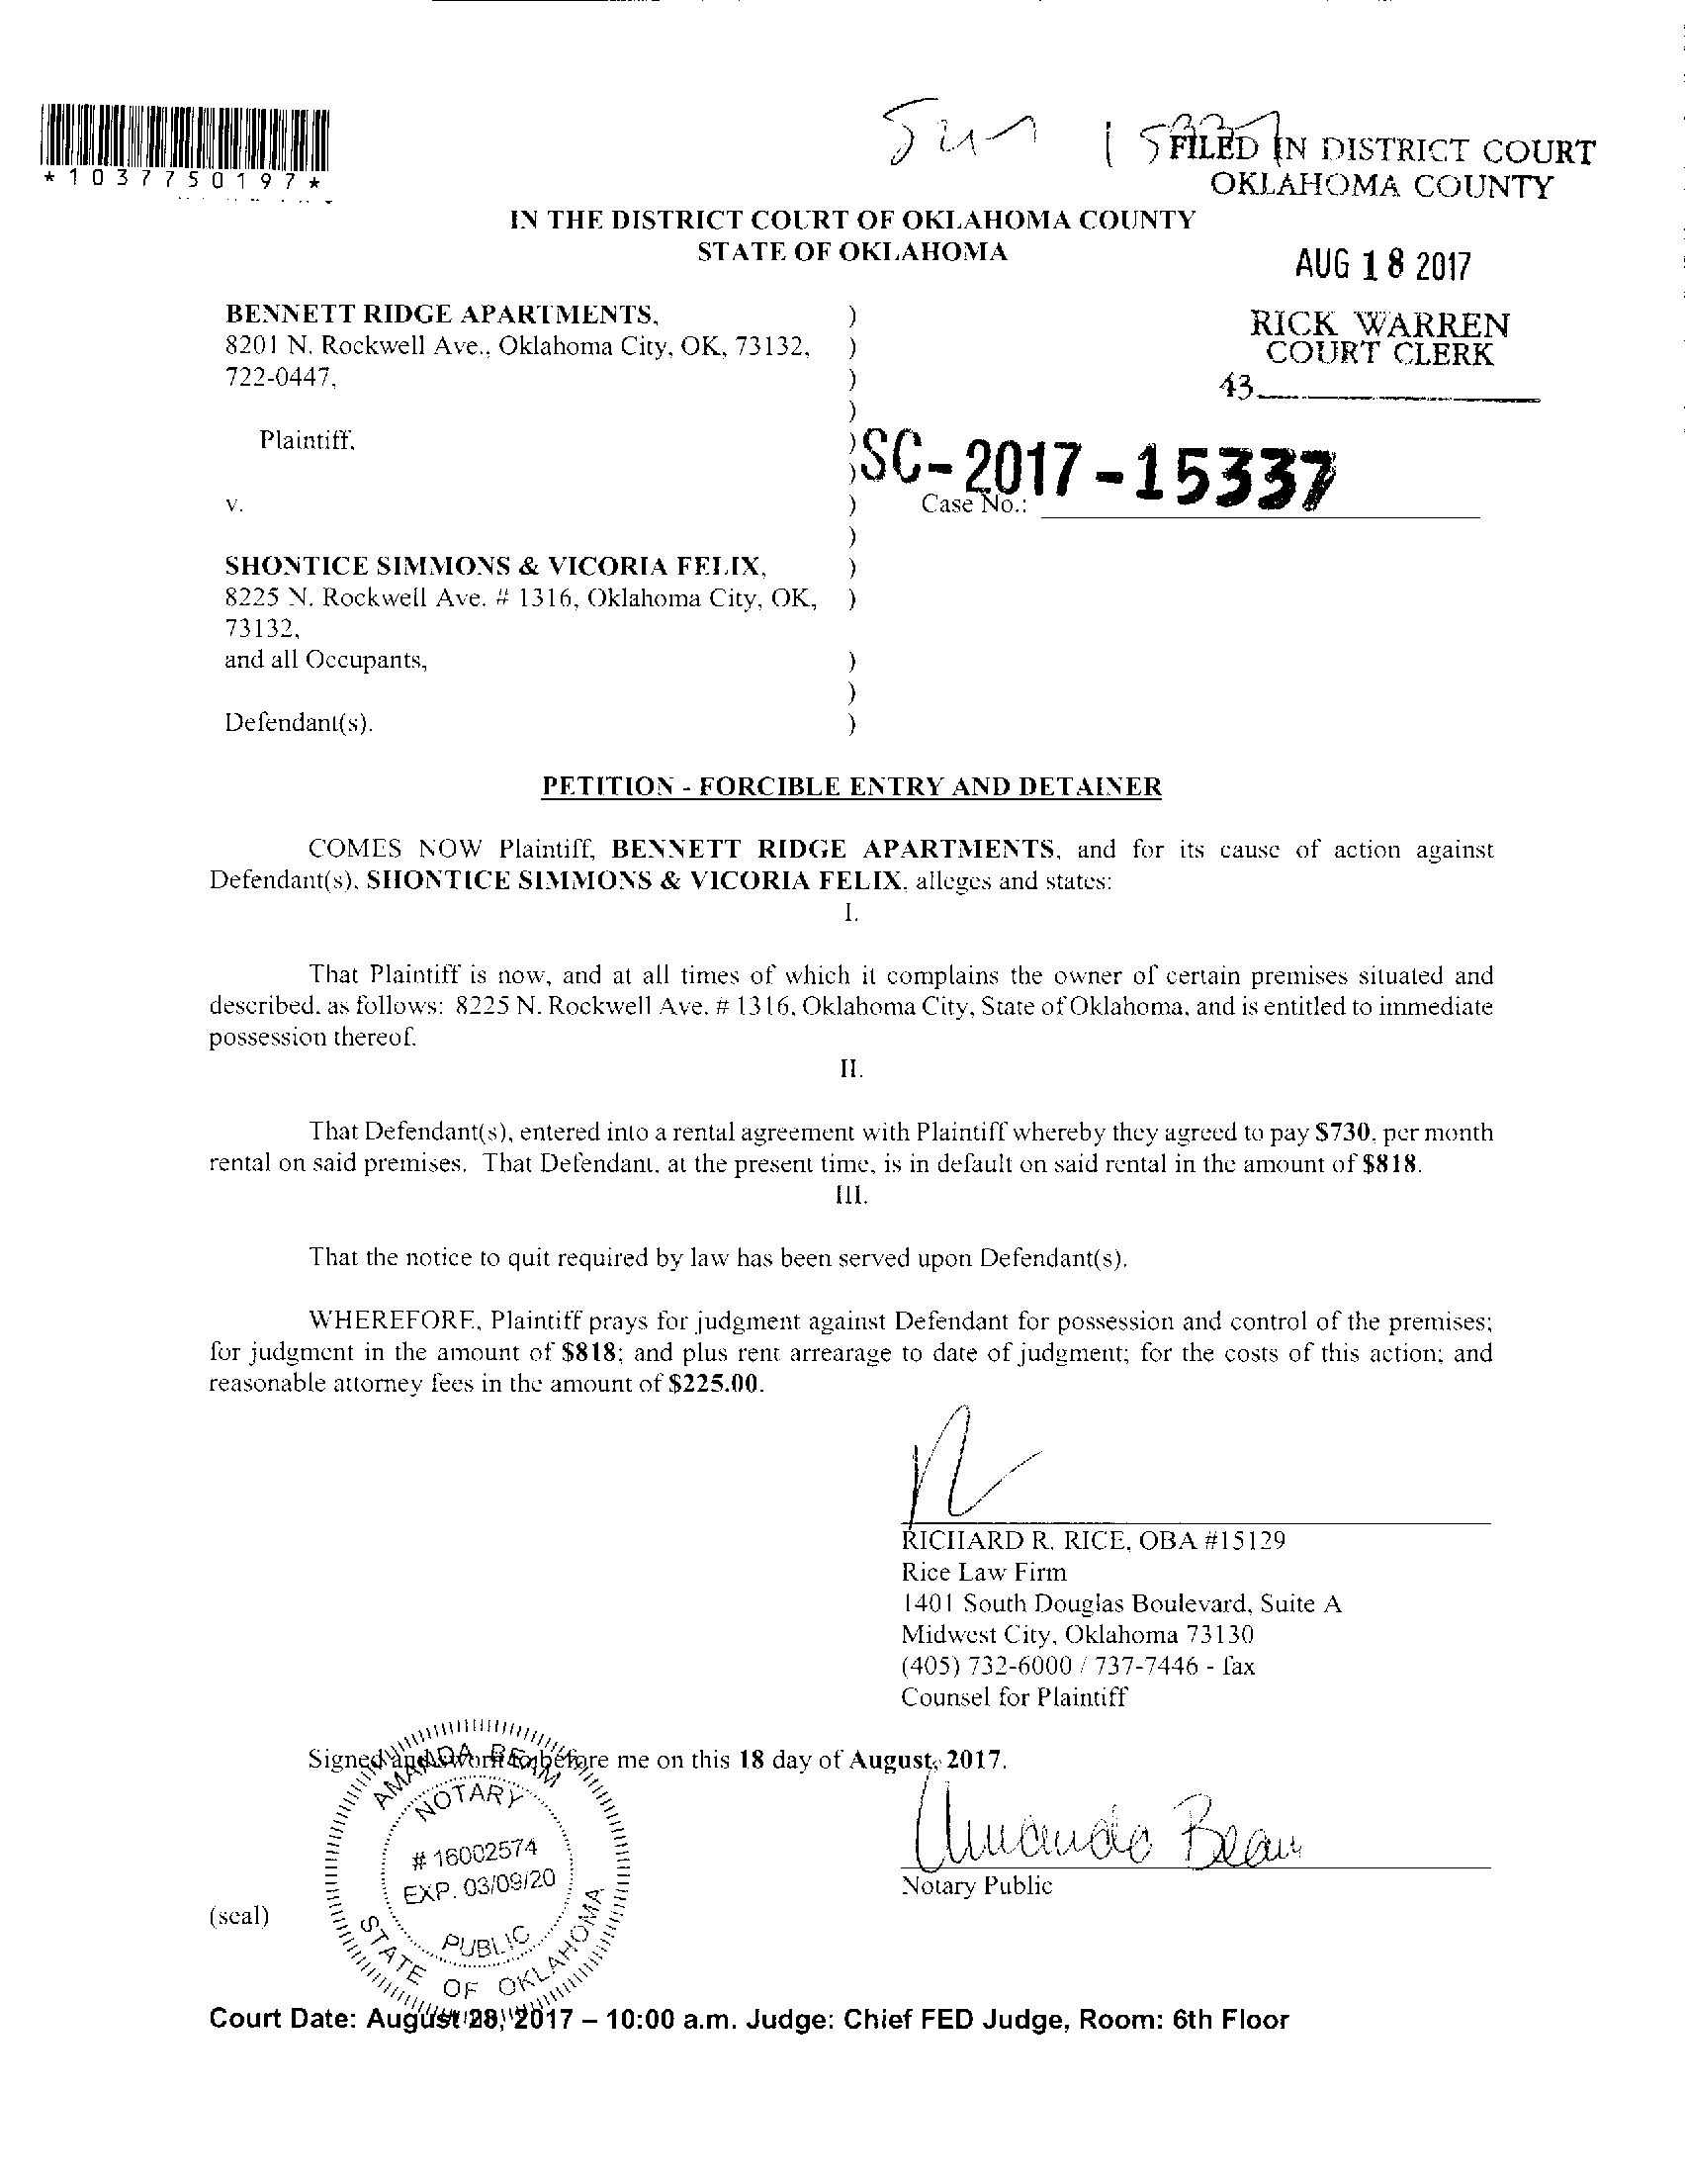 *1037750197*
FILED IN DISTRICT COURT
OKLAHOMA COUNTY
IN THE DISTRICT COURT OF OKLAHOMA COUNTY
STATE OF OKLAHOMA
AUG 18 2017
RICK WARREN
COURT CLERK
43
BENNETT RIDGE APARTMENTS, )
8201 N. Rockwell Ave., Oklahoma City, OK, 73132, )
722-0447, )
)
Plaintiff, )
) SC-2017-15337
v. ) Case No.:
)
SHONTICE SIMMONS & VICORIA FELIX, )
8225 N. Rockwell Ave. # 1316, Oklahoma City, OK, )
73132,
and all Occupants, )
)
Defendant(s). )
PETITION - FORCIBLE ENTRY AND DETAINER
COMES NOW Plaintiff, BENNETT RIDGE APARTMENTS, and for its cause of action against
Defendant(s), SHONTICE SIMMONS & VICORIA FELIX, alleges and states:
I.
That Plaintiff is now, and at all times of which it complains the owner of certain premises situated and
described, as follows: 8225 N. Rockwell Ave. # 1316, Oklahoma City, State of Oklahoma, and is entitled to immediate
possession thereof.
II.
That Defendant(s), entered into a rental agreement with Plaintiff whereby they agreed to pay $730, per month
rental on said premises. That Defendant, at the present time, is in default on said rental in the amount of $818.
III.
That the notice to quit required by law has been served upon Defendant(s).
WHEREFORE, Plaintiff prays for judgment against Defendant for possession and control of the premises;
for judgment in the amount of $818; and plus rent arrearage to date of judgment; for the costs of this action; and
reasonable attorney fees in the amount of $225.00.
RICHARD R. RICE, OBA #15129
Rice Law Firm
1401 South Douglas Boulevard, Suite A
Midwest City, Oklahoma 73130
(405) 732-6000 / 737-7446 - fax
Counsel for Plaintiff
Signed and sworn to before me on this 18 day of August, 2017.
AMANDA BEAM
NOTARY
# 16002574
EXP. 03/09/20
PUBLIC
STATE OF OKLAHOMA
Amanda Beam
Notary Public
(seal)
Court Date: August 28, 2017 – 10:00 a.m. Judge: Chief FED Judge, Room: 6th Floor